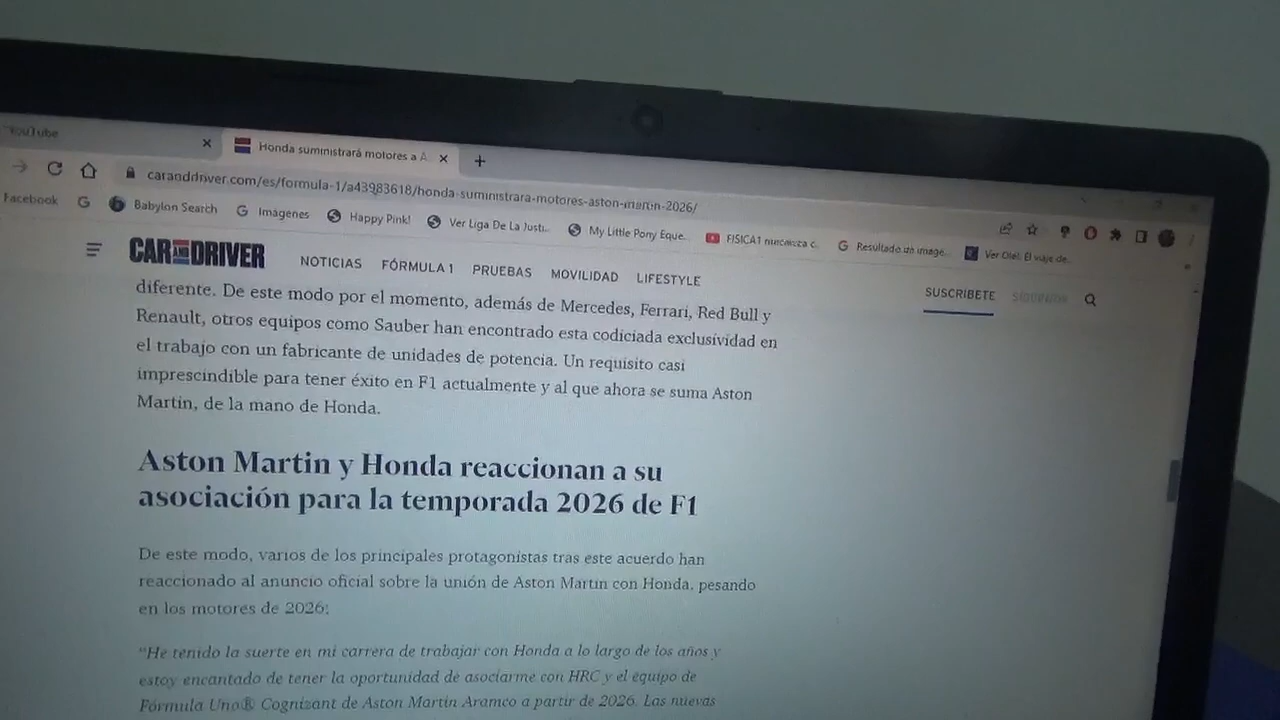 YouTube
Honda suministrará motores a A
caranddriver.com/es/formula-1/a43983618/honda-suministrara-motores-aston-martin-2026/
Facebook
Babylon Search
Imágenes
Happy Pink!
Ver Liga De La Justi...
My Little Pony Eque...
FISICA1
Resultado
image...
Ver Olel: El viaje de...
CAR AND DRIVER
NOTICIAS FÓRMULA 1 PRUEBAS MOVILIDAD LIFESTYLE
SUSCRÍBETE
diferente. De este modo por el momento, además de Mercedes, Ferrari, Red Bull y
Renault, otros equipos como Sauber han encontrado esta codiciada exclusividad en
el trabajo con un fabricante de unidades de potencia. Un requisito casi
imprescindible para tener éxito en F1 actualmente y al que ahora se suma Aston
Martin, de la mano de Honda.
Aston Martin y Honda reaccionan a su
asociación para la temporada 2026 de F1
De este modo, varios de los principales protagonistas tras este acuerdo han
reaccionado al anuncio oficial sobre la unión de Aston Martin con Honda, pesando
en los motores de 2026:
"He tenido la suerte en mi carrera de trabajar con Honda a lo largo de los años y
estoy encantado de tener la oportunidad de asociarme con HRC y el equipo de
Fórmula Uno® Cognizant de Aston Martin Aramco a partir de 2026. Las nuevas